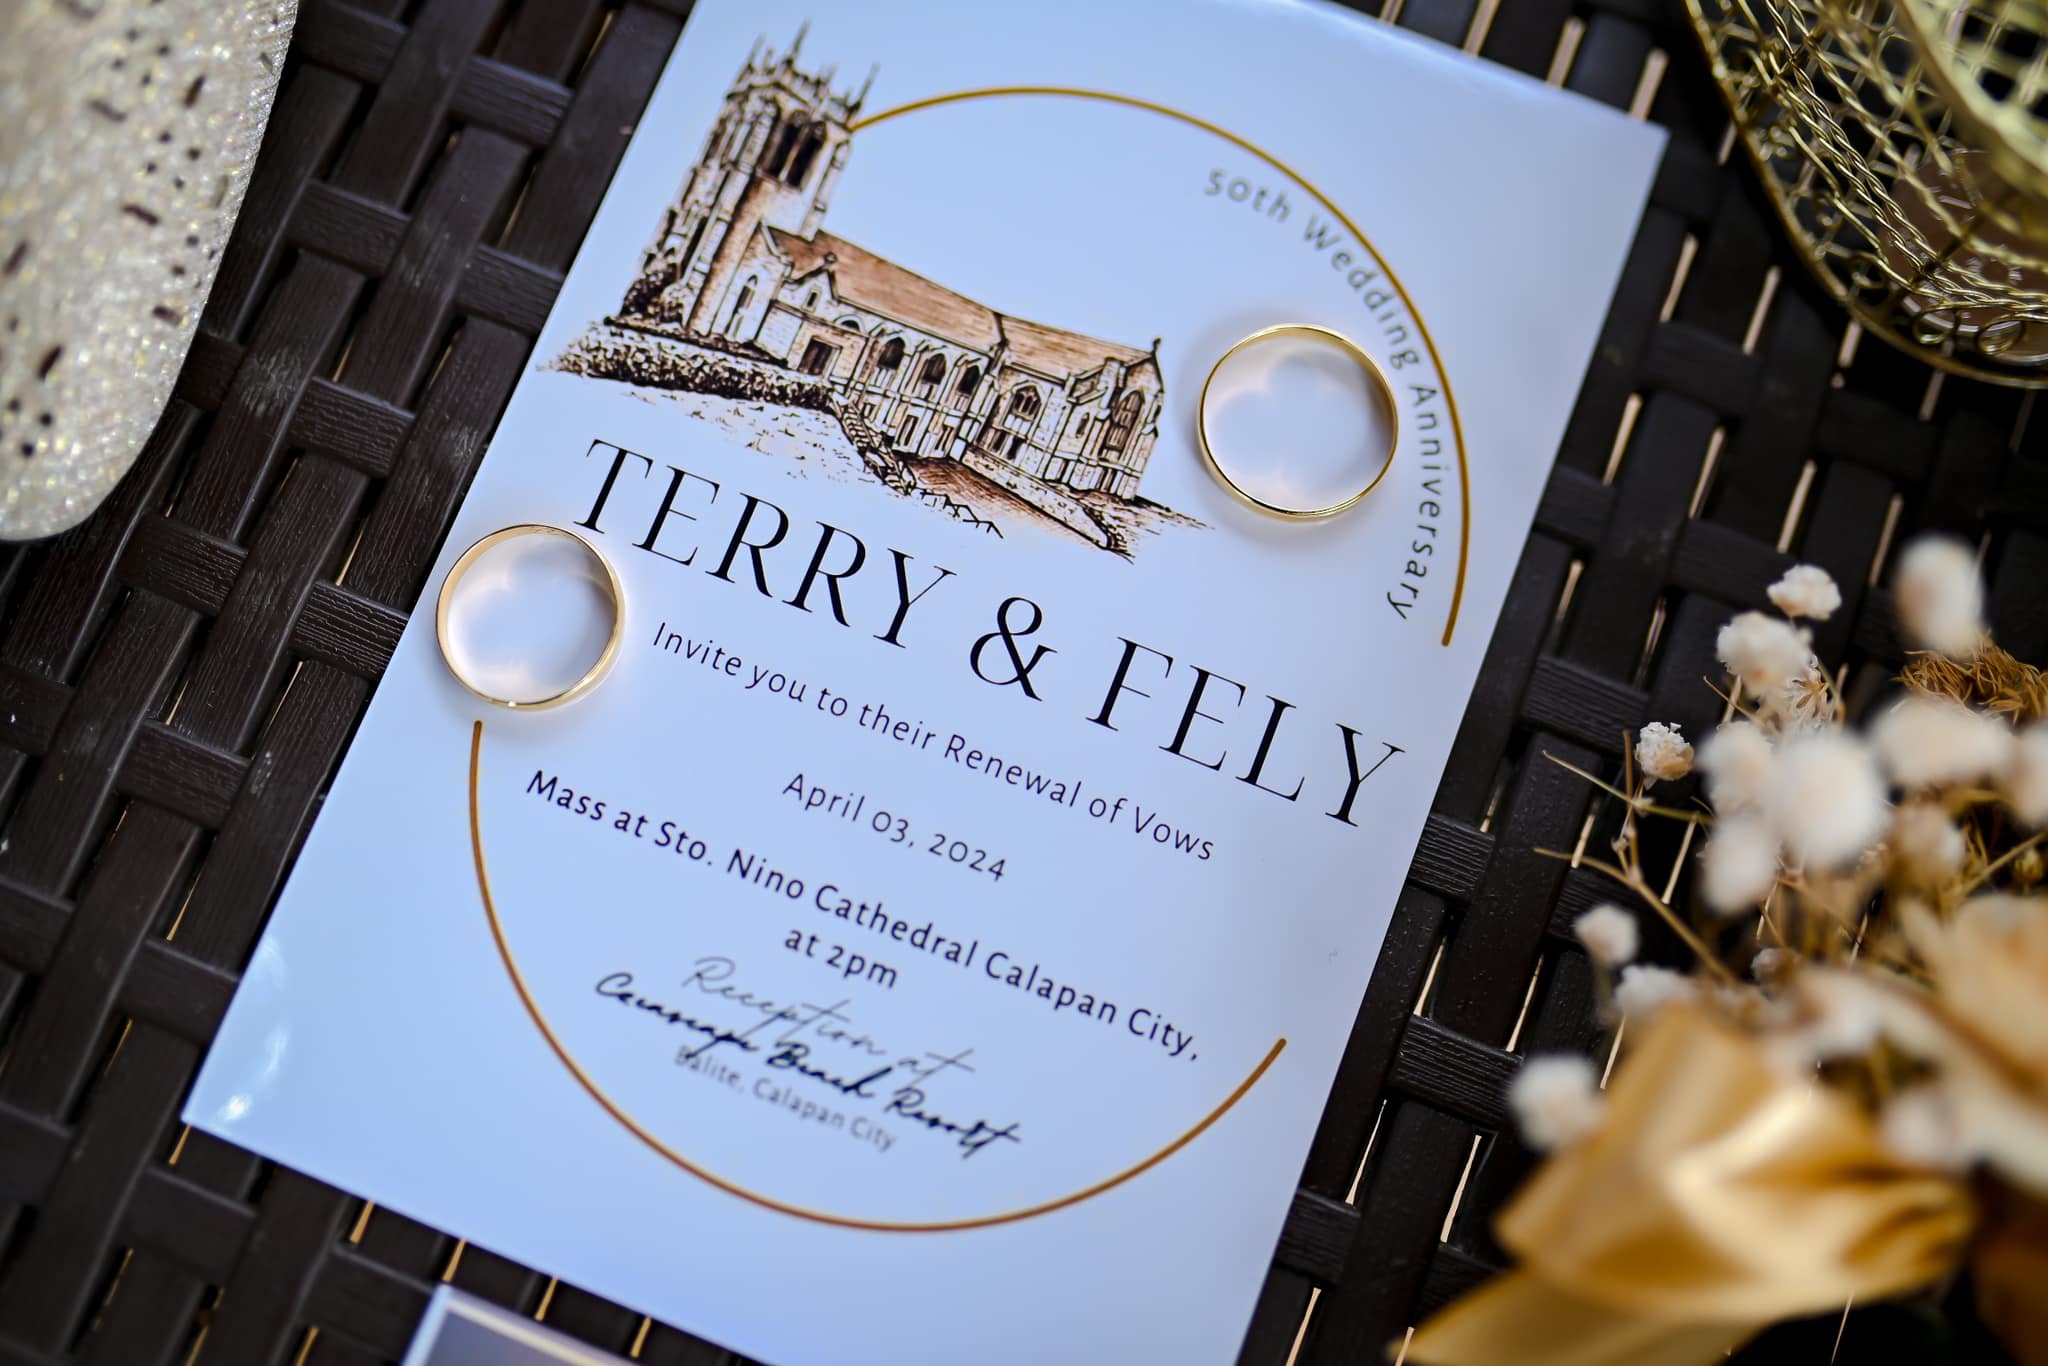 50th Wedding Anniversary
TERRY & FELY
Invite you to their Renewal of Vows
April 03, 2024
Mass at Sto. Nino Cathedral Calapan City,
at 2pm
Reception at
Beach Resort
Balite, Calapan City